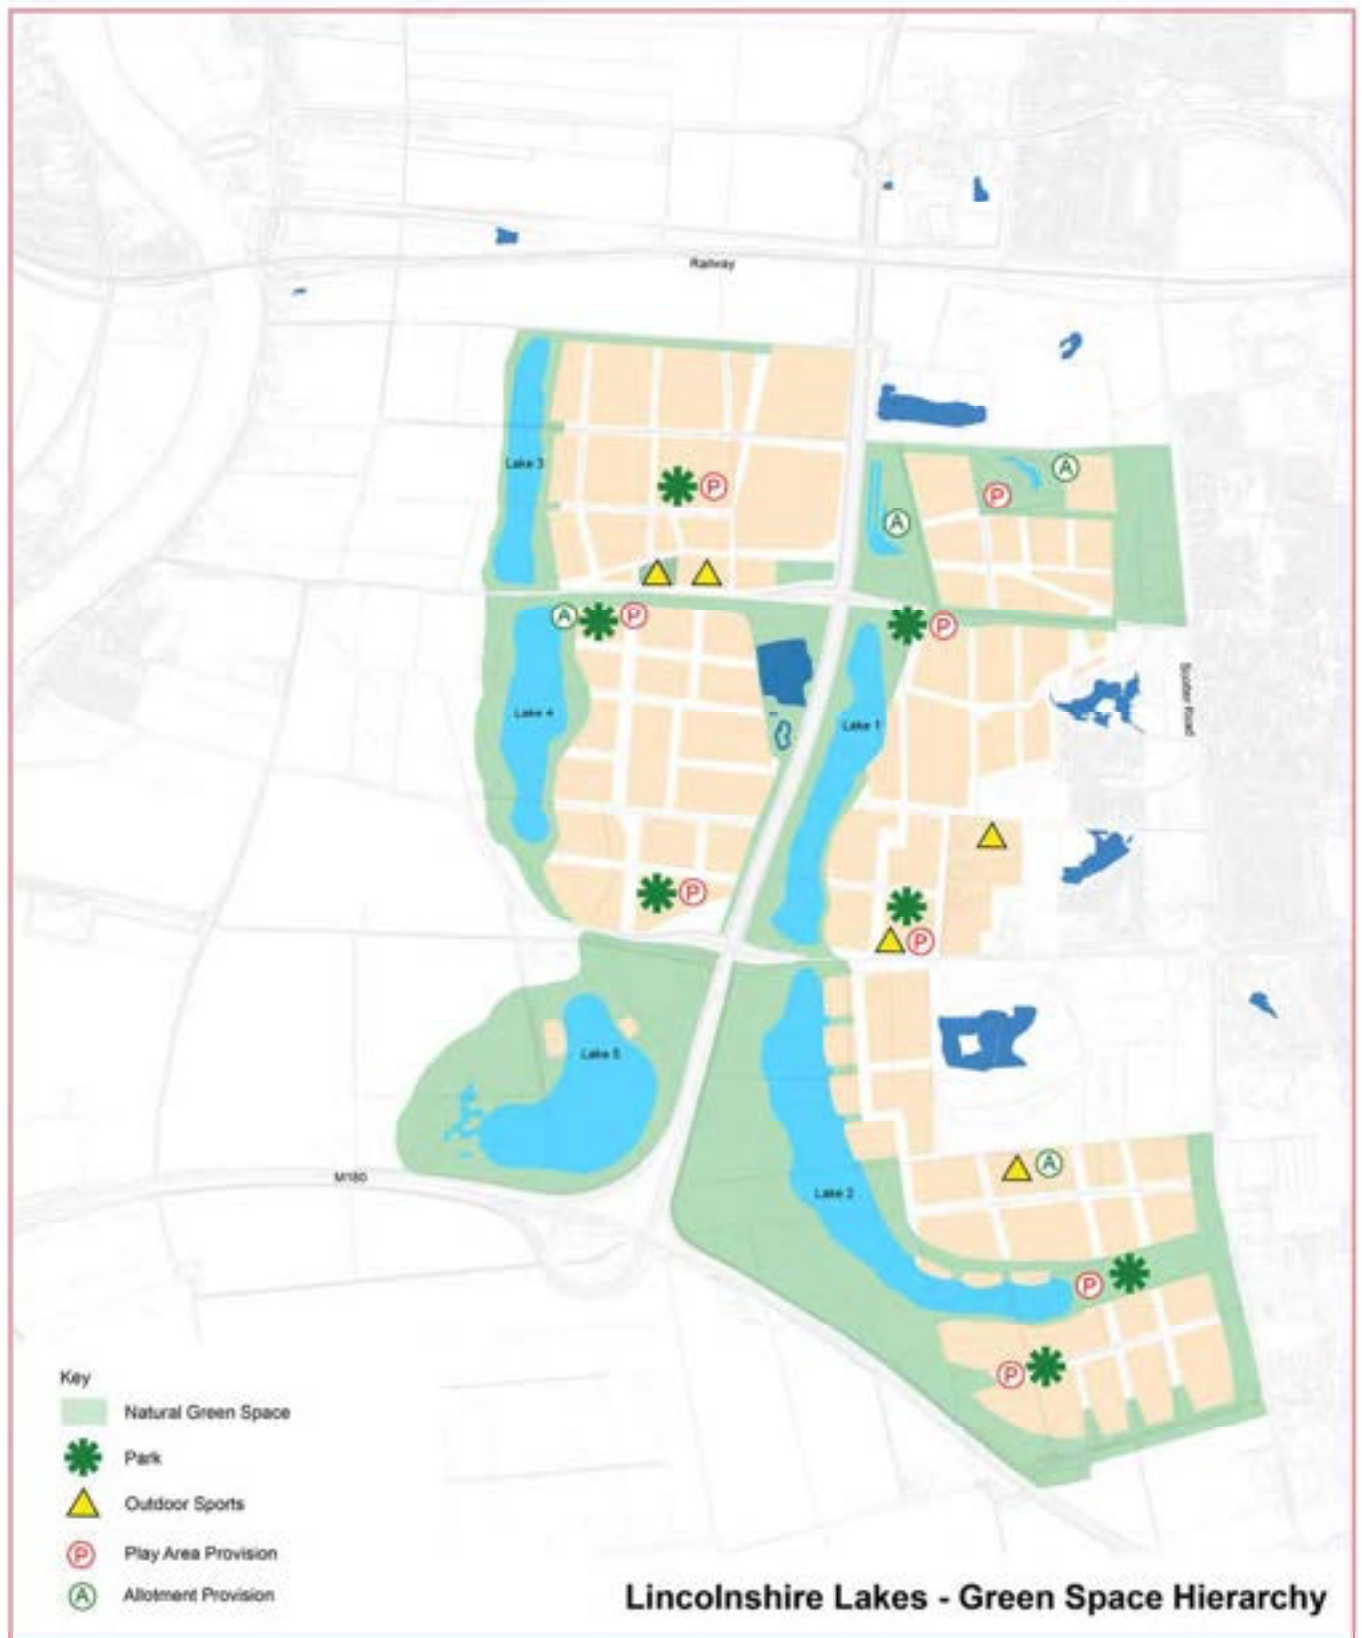 Railway
Lake 3
A
P
P
A
A
P
P
Lake 4
Lake 1
Scotter Road
P
P
Lake 5
M180
A
Lake 2
P
P
Key
Natural Green Space
Park
Outdoor Sports
P Play Area Provision
A Allotment Provision
Lincolnshire Lakes - Green Space Hierarchy